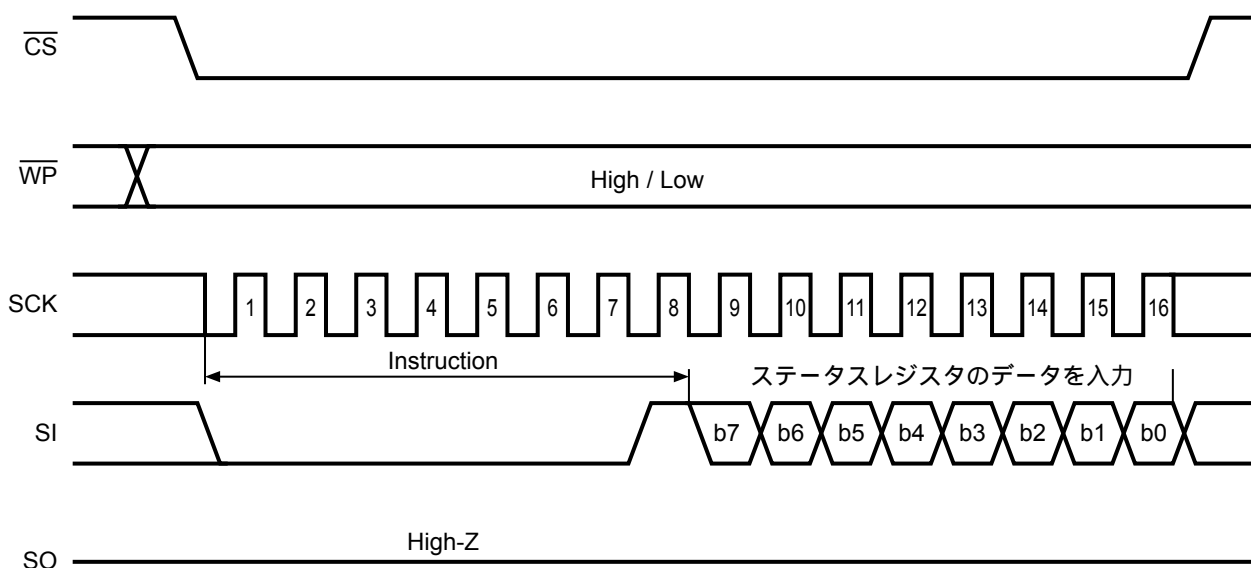 C̅S̅
W̅P̅
High / Low
SCK
1 2 3 4 5 6 7 8 9 10 11 12 13 14 15 16
Instruction
ステータスレジスタのデータを入力
SI
b7 b6 b5 b4 b3 b2 b1 b0
High-Z
SO